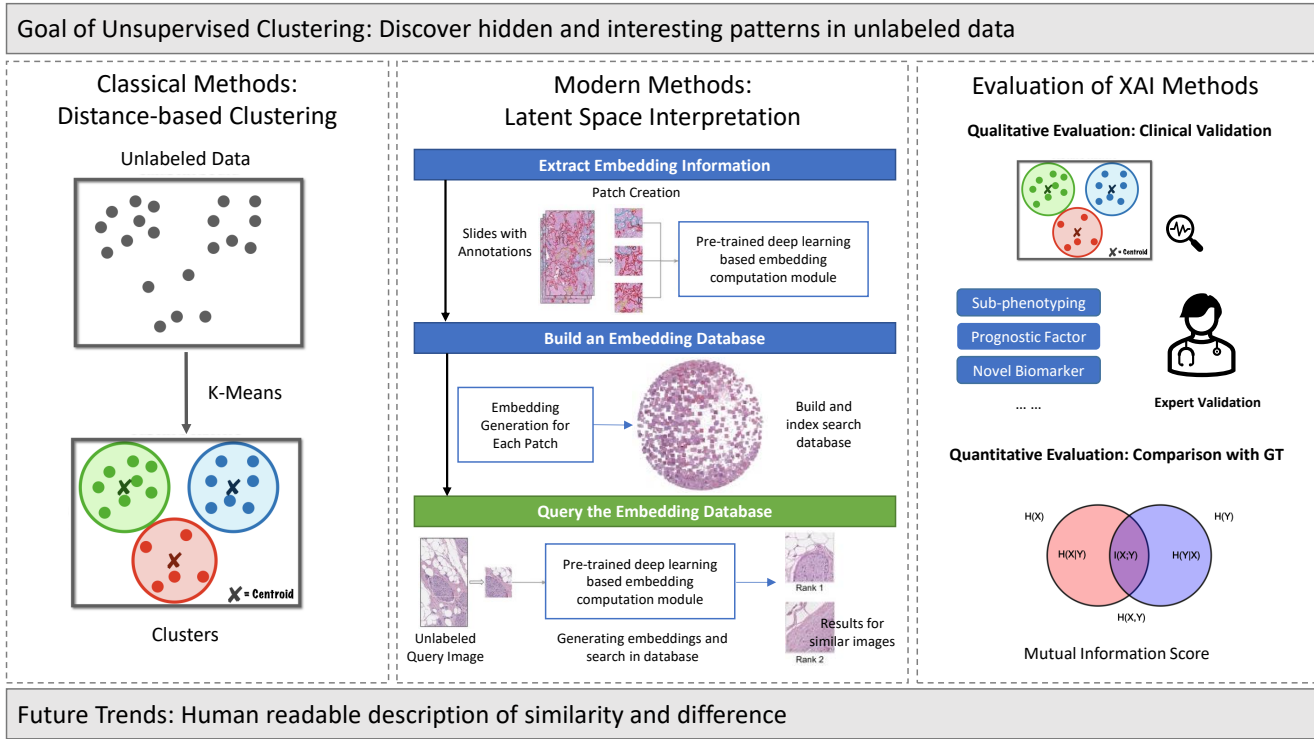 Goal of Unsupervised Clustering: Discover hidden and interesting patterns in unlabeled data
Classical Methods:
Distance-based Clustering
Unlabeled Data
K-Means
✘ = Centroid
Clusters
Modern Methods:
Latent Space Interpretation
Extract Embedding Information
Patch Creation
Slides with
Annotations
Pre-trained deep learning
based embedding
computation module
Build an Embedding Database
Embedding
Generation for
Each Patch
Build and
index search
database
Query the Embedding Database
Pre-trained deep learning
based embedding
computation module
Rank 1
Unlabeled
Query Image
Generating embeddings and
search in database
Results for
similar images
Rank 2
Evaluation of XAI Methods
Qualitative Evaluation: Clinical Validation
✘ = Centroid
Sub-phenotyping
Prognostic Factor
Novel Biomarker
... ...
Expert Validation
Quantitative Evaluation: Comparison with GT
H(X)
H(Y)
H(X|Y)
I(X;Y)
H(Y|X)
H(X,Y)
Mutual Information Score
Future Trends: Human readable description of similarity and difference